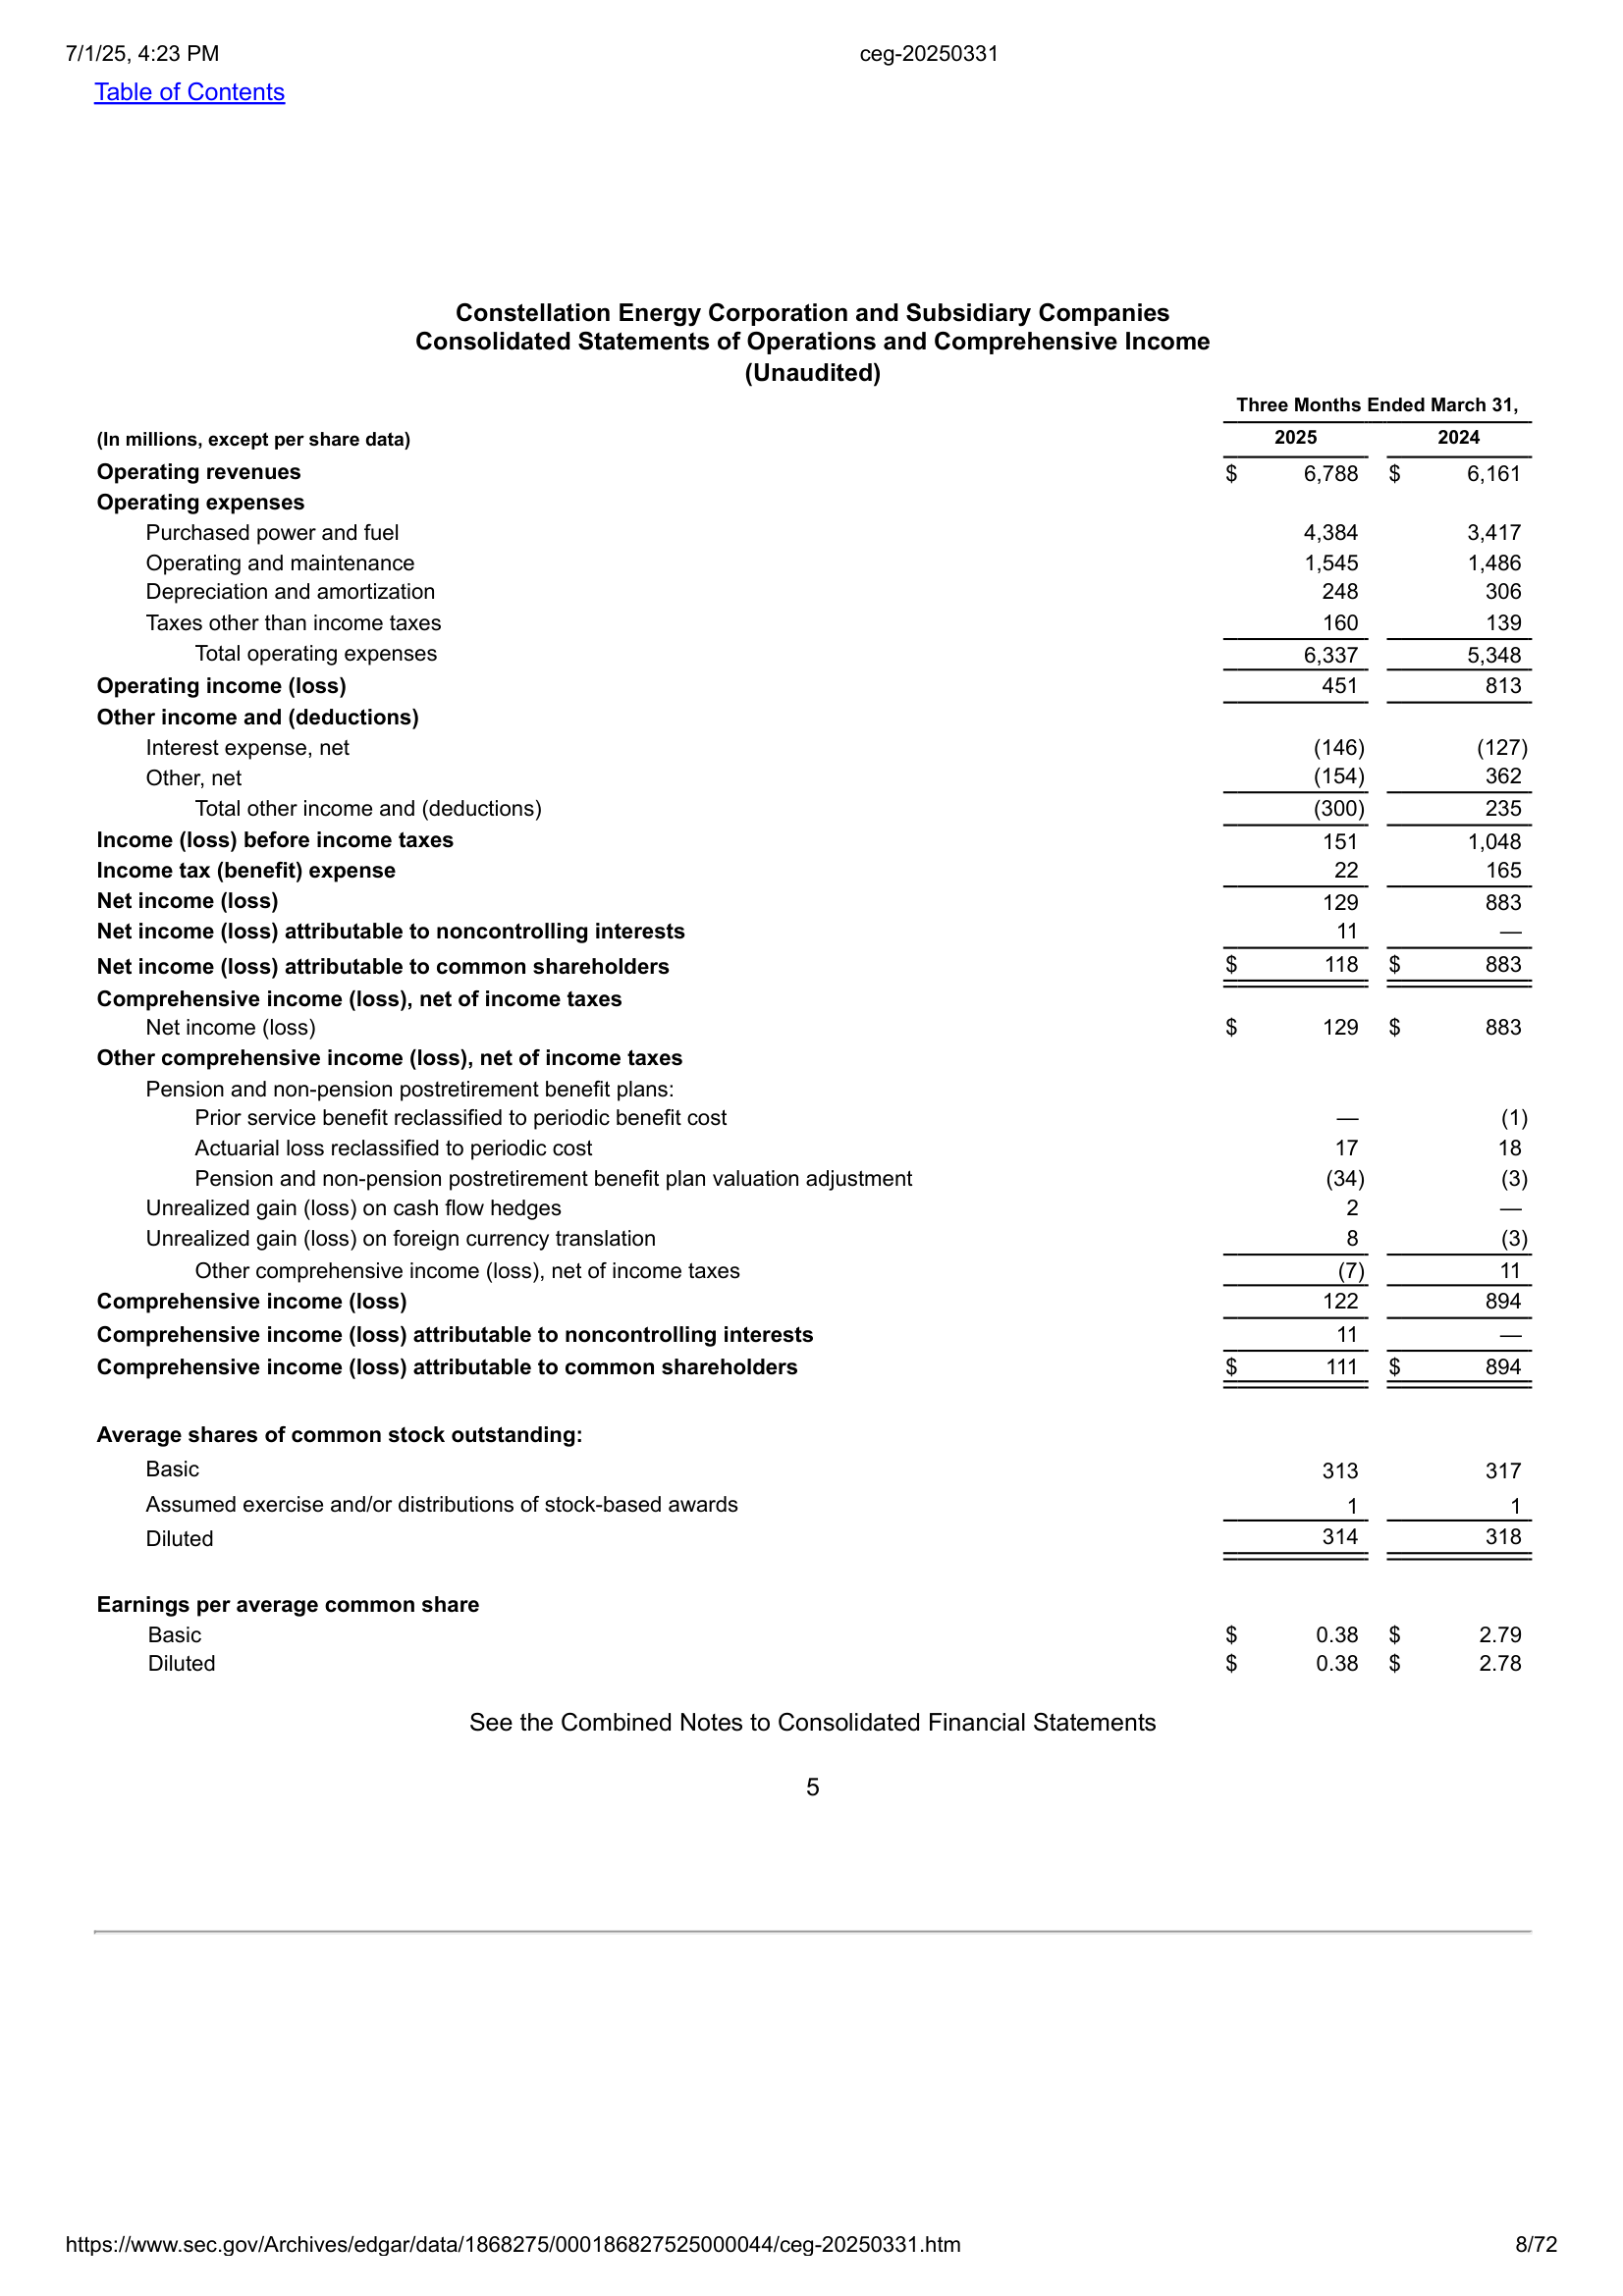 7/1/25, 4:23 PM ceg-20250331
Table of Contents
Constellation Energy Corporation and Subsidiary Companies
Consolidated Statements of Operations and Comprehensive Income
(Unaudited)
Three Months Ended March 31,
(In millions, except per share data) 2025 2024
Operating revenues $ 6,788 $ 6,161
Operating expenses
Purchased power and fuel 4,384 3,417
Operating and maintenance 1,545 1,486
Depreciation and amortization 248 306
Taxes other than income taxes 160 139
Total operating expenses 6,337 5,348
Operating income (loss) 451 813
Other income and (deductions)
Interest expense, net (146) (127)
Other, net (154) 362
Total other income and (deductions) (300) 235
Income (loss) before income taxes 151 1,048
Income tax (benefit) expense 22 165
Net income (loss) 129 883
Net income (loss) attributable to noncontrolling interests 11 —
Net income (loss) attributable to common shareholders $ 118 $ 883
Comprehensive income (loss), net of income taxes
Net income (loss) $ 129 $ 883
Other comprehensive income (loss), net of income taxes
Pension and non-pension postretirement benefit plans:
Prior service benefit reclassified to periodic benefit cost — (1)
Actuarial loss reclassified to periodic cost 17 18
Pension and non-pension postretirement benefit plan valuation adjustment (34) (3)
Unrealized gain (loss) on cash flow hedges 2 —
Unrealized gain (loss) on foreign currency translation 8 (3)
Other comprehensive income (loss), net of income taxes (7) 11
Comprehensive income (loss) 122 894
Comprehensive income (loss) attributable to noncontrolling interests 11 —
Comprehensive income (loss) attributable to common shareholders $ 111 $ 894
Average shares of common stock outstanding:
Basic 313 317
Assumed exercise and/or distributions of stock-based awards 1 1
Diluted 314 318
Earnings per average common share
Basic $ 0.38 $ 2.79
Diluted $ 0.38 $ 2.78
See the Combined Notes to Consolidated Financial Statements
5
https://www.sec.gov/Archives/edgar/data/1868275/000186827525000044/ceg-20250331.htm 8/72